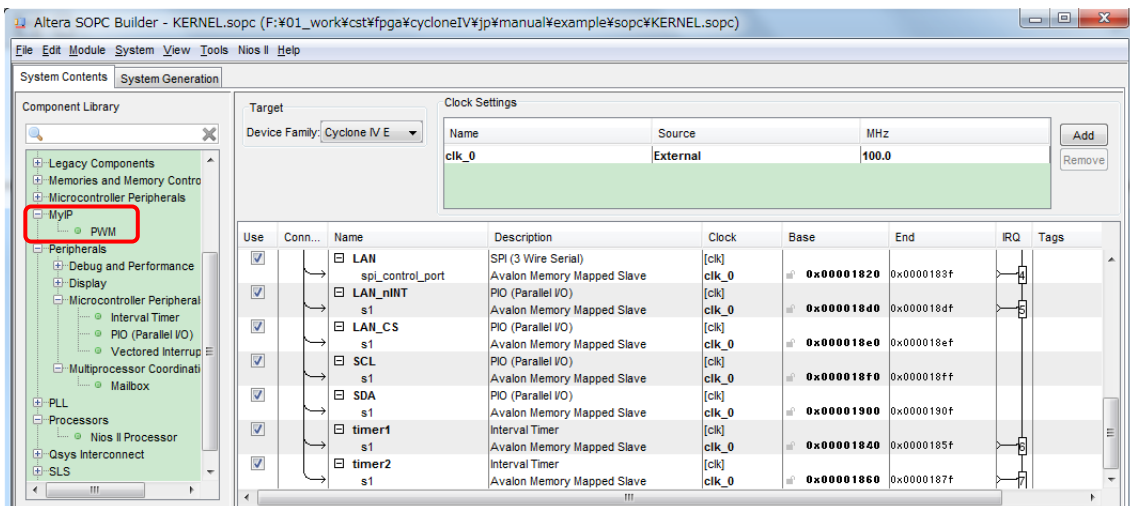 Altera SOPC Builder - KERNEL.sopc (F:¥01_work¥cst¥fpga¥cycloneIV¥jp¥manual¥example¥sopc¥KERNEL.sopc)
File Edit Module System View Tools Nios II Help
System Contents System Generation
Component Library
Legacy Components
Memories and Memory Contro
Microcontroller Peripherals
MyIP
PWM
Peripherals
Debug and Performance
Display
Microcontroller Peripheral
Interval Timer
PIO (Parallel I/O)
Vectored Interrup
Multiprocessor Coordinati
Mailbox
PLL
Processors
Nios II Processor
Qsys Interconnect
SLS
Target
Device Family: Cyclone IV E
Clock Settings
Name Source MHz
clk_0 External 100.0
Add
Remove
Use Conn... Name Description Clock Base End IRQ Tags
LAN SPI (3 Wire Serial) [clk]
spi_control_port Avalon Memory Mapped Slave clk_0 0x00001820 0x0000183f 4
LAN_nINT PIO (Parallel I/O) [clk]
s1 Avalon Memory Mapped Slave clk_0 0x000018d0 0x000018df 5
LAN_CS PIO (Parallel I/O) [clk]
s1 Avalon Memory Mapped Slave clk_0 0x000018e0 0x000018ef
SCL PIO (Parallel I/O) [clk]
s1 Avalon Memory Mapped Slave clk_0 0x000018f0 0x000018ff
SDA PIO (Parallel I/O) [clk]
s1 Avalon Memory Mapped Slave clk_0 0x00001900 0x0000190f
timer1 Interval Timer [clk]
s1 Avalon Memory Mapped Slave clk_0 0x00001840 0x0000185f 6
timer2 Interval Timer [clk]
s1 Avalon Memory Mapped Slave clk_0 0x00001860 0x0000187f 7